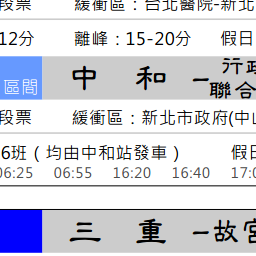 段票 緩衝區：台北醫院-新北
12分 離峰：15-20分 假日
區間 中和 － 行政
聯合
段票 緩衝區：新北市政府(中山
6班（均由中和站發車） 假日
06:25 06:55 16:20 16:40 17:0
三重－故宮